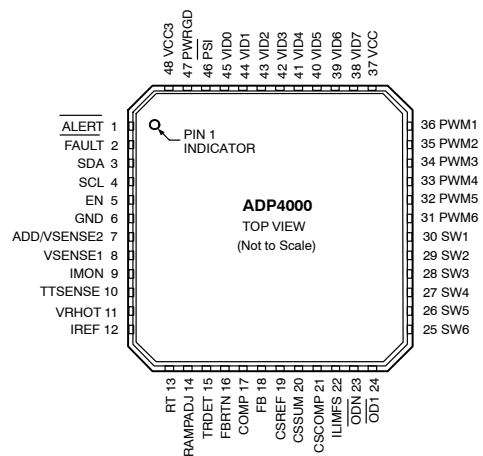 48 VCC3
47 PWRGD
46 PSI
45 VID0
44 VID1
43 VID2
42 VID3
41 VID4
40 VID5
39 VID6
38 VID7
37 VCC
ALERT 1
FAULT 2
SDA 3
SCL 4
EN 5
GND 6
ADD/VSENSE2 7
VSENSE1 8
IMON 9
TTSENSE 10
VRHOT 11
IREF 12
PIN 1
INDICATOR
ADP4000
TOP VIEW
(Not to Scale)
36 PWM1
35 PWM2
34 PWM3
33 PWM4
32 PWM5
31 PWM6
30 SW1
29 SW2
28 SW3
27 SW4
26 SW5
25 SW6
RT 13
RAMPADJ 14
TRDET 15
FBRTN 16
COMP 17
FB 18
CSREF 19
CSSUM 20
CSCOMP 21
ILIMFS 22
ODN 23
OD1 24